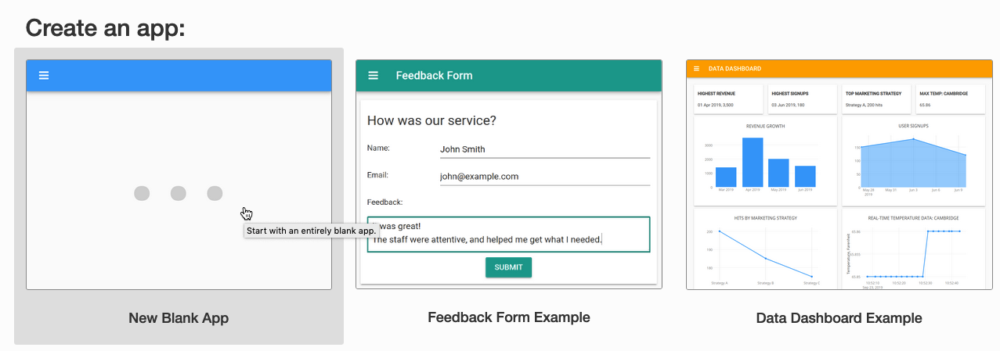 Create an app:
Start with an entirely blank app.
New Blank App
Feedback Form
How was our service?
Name:
John Smith
Email:
john@example.com
Feedback:
was great!
The staff were attentive, and helped me get what I needed.
SUBMIT
Feedback Form Example
DATA DASHBOARD
HIGHEST REVENUE
01 Apr 2019, 3,500
HIGHEST SIGNUPS
03 Jun 2019, 180
TOP MARKETING STRATEGY
Strategy A, 200 hits
MAX TEMP: CAMBRIDGE
65.86
REVENUE GROWTH
3000
2000
1000
0
Mar 2019 Apr 2019 May 2019 Jun 2019
USER SIGNUPS
150
100
50
0
May 28 May 31 Jun 3 Jun 6 Jun 9
2019
HITS BY MARKETING STRATEGY
200
190
180
Strategy A Strategy B Strategy C
REAL-TIME TEMPERATURE DATA: CAMBRIDGE
Temperature, Farenheit
65.86
65.855
65.85
10:52:10 10:52:20 10:52:30 10:52:40
Sep 23, 2019
Data Dashboard Example